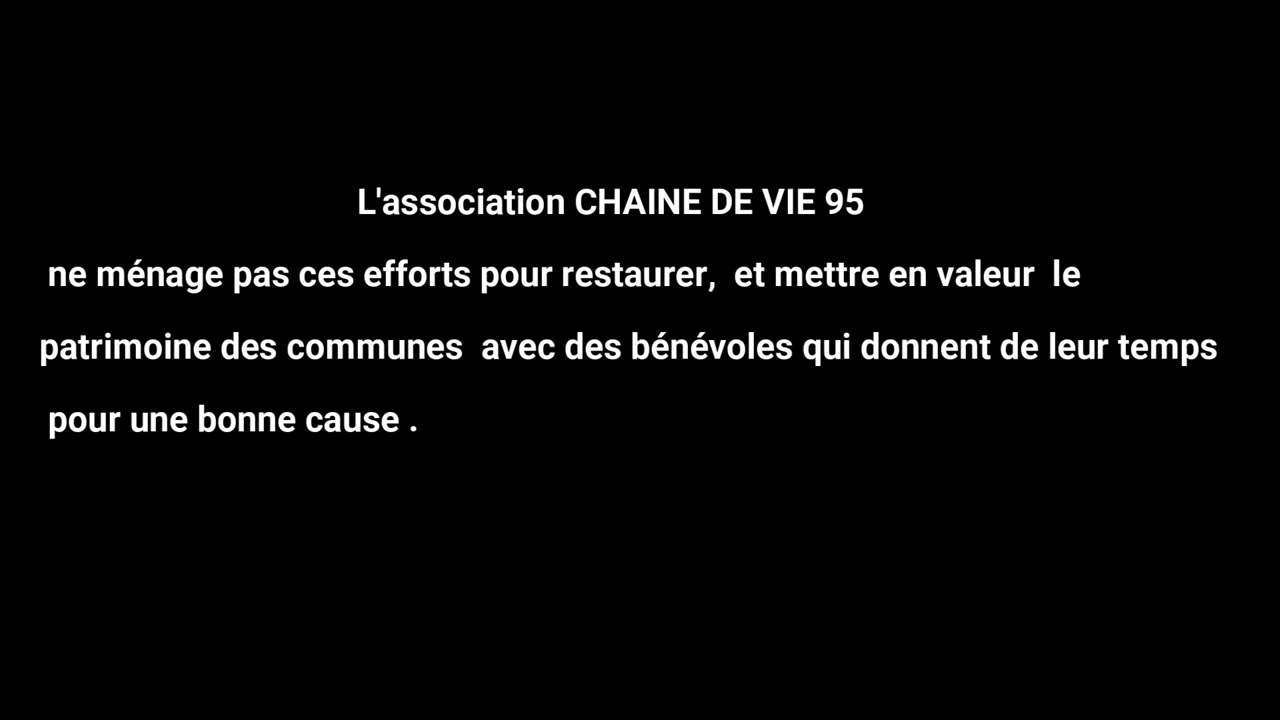 L'association CHAINE DE VIE 95
ne ménage pas ces efforts pour restaurer, et mettre en valeur le
patrimoine des communes avec des bénévoles qui donnent de leur temps
pour une bonne cause .